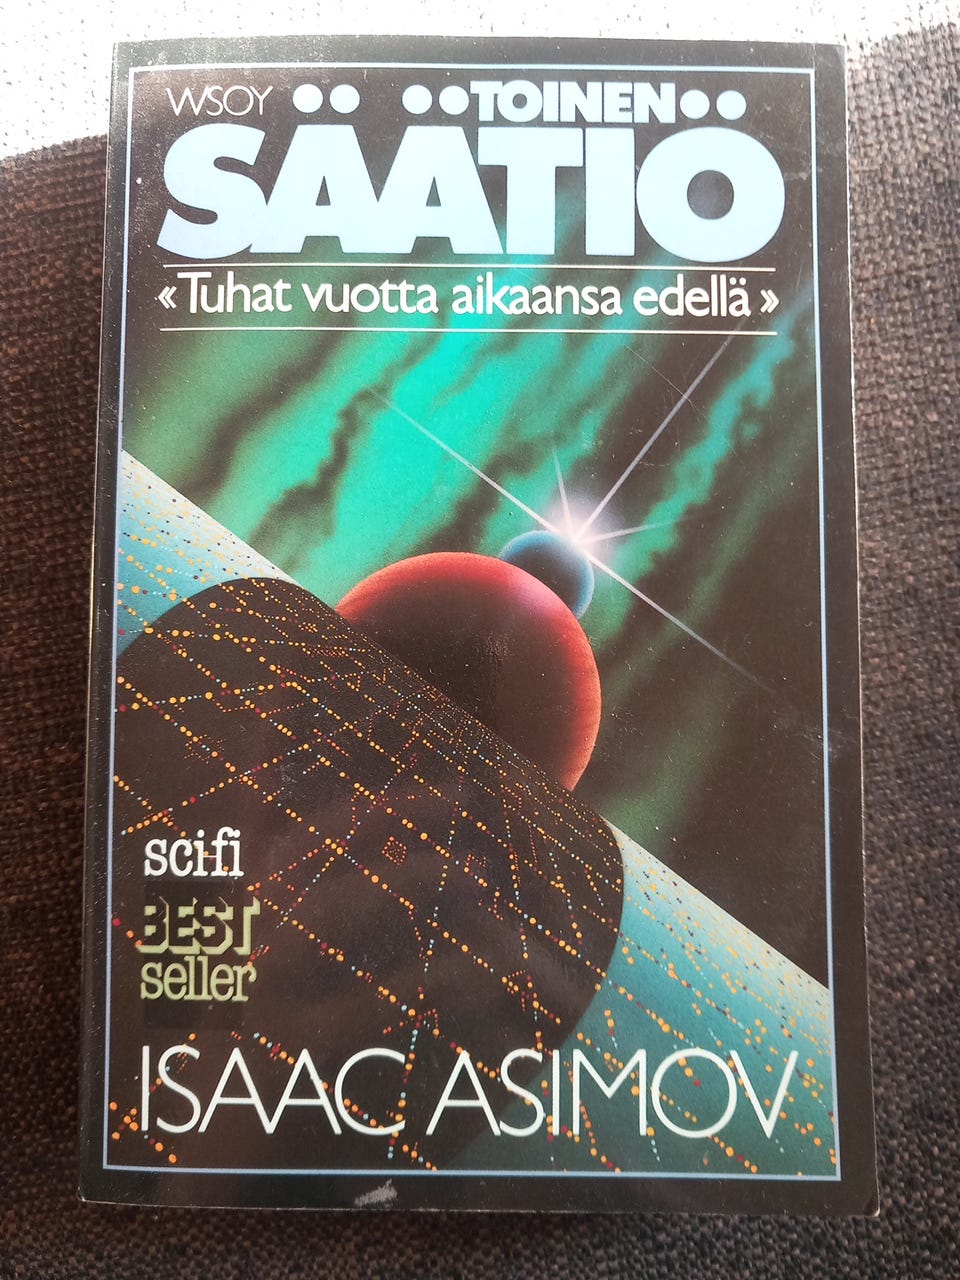 WSOY TOINEN
SÄÄTIÖ
« Tuhat vuotta aikaansa edellä »
scifi
BEST
seller
ISAAC ASIMOV